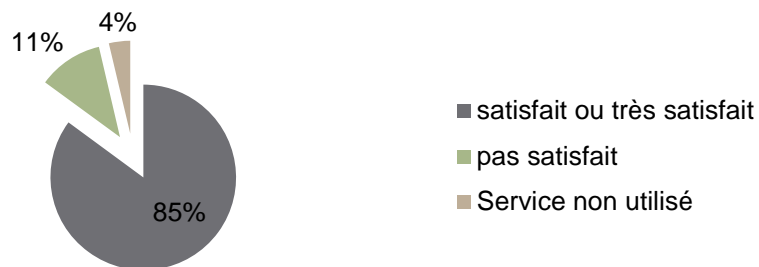 4%
11%
85%
satisfait ou très satisfait
pas satisfait
Service non utilisé